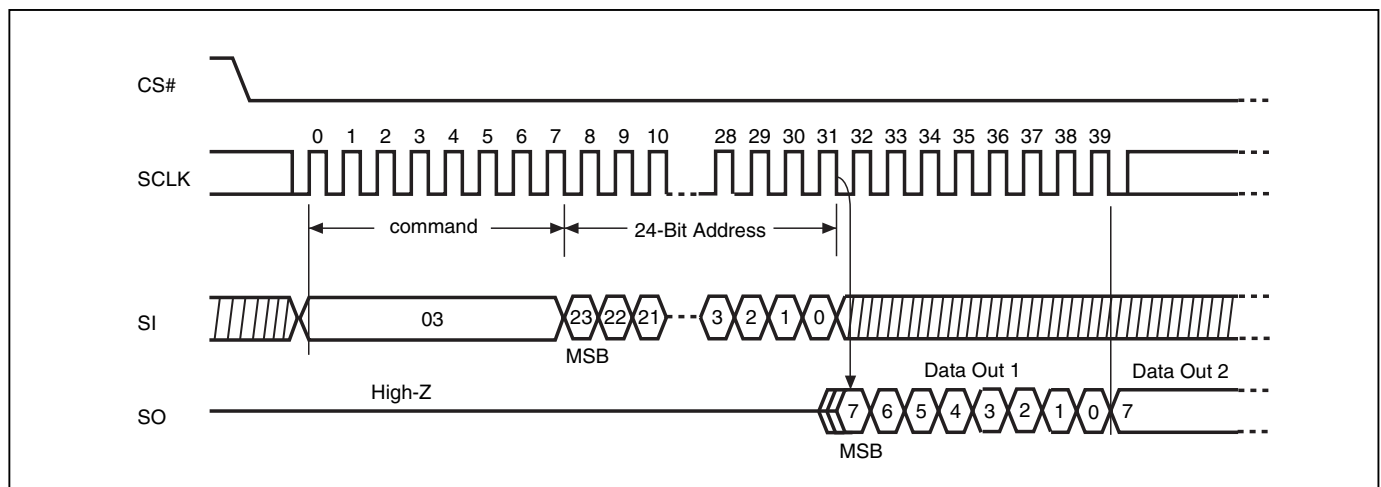 CS#
0 1 2 3 4 5 6 7 8 9 10 28 29 30 31 32 33 34 35 36 37 38 39
SCLK
command 24-Bit Address
SI 03 23 22 21 3 2 1 0
MSB
Data Out 1 Data Out 2
High-Z
SO 7 6 5 4 3 2 1 0 7
MSB